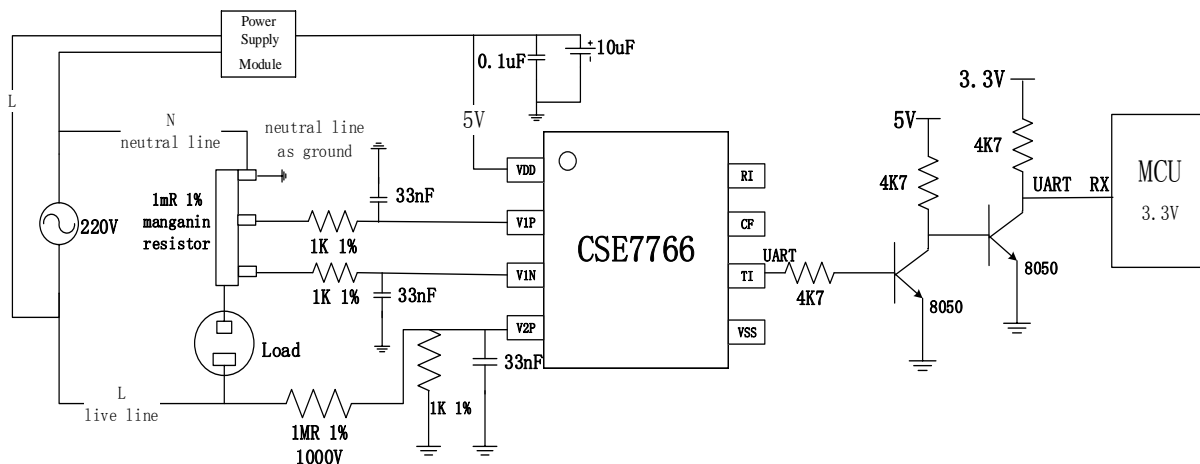 Power
Supply
Module
0.1uF
+
10uF
L
N
neutral line
neutral line
as ground
5V
220V
1mR 1%
manganin
resistor
1K 1%
33nF
1K 1%
33nF
Load
L
live line
1MR 1%
1000V
1K 1%
33nF
VDD
V1P
V1N
V2P
CSE7766
RI
CF
TI
VSS
UART
4K7
5V
4K7
8050
3.3V
4K7
8050
UART RX
MCU
3.3V